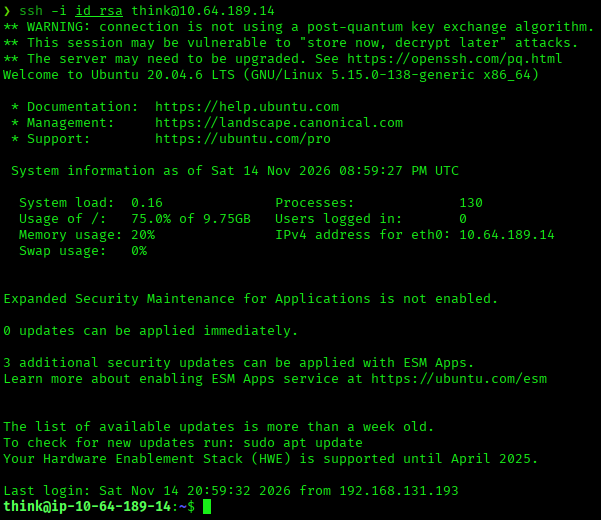 ❯ ssh -i id_rsa think@10.64.189.14
** WARNING: connection is not using a post-quantum key exchange algorithm.
** This session may be vulnerable to "store now, decrypt later" attacks.
** The server may need to be upgraded. See https://openssh.com/pq.html
Welcome to Ubuntu 20.04.6 LTS (GNU/Linux 5.15.0-138-generic x86_64)

 * Documentation:  https://help.ubuntu.com
 * Management:     https://landscape.canonical.com
 * Support:        https://ubuntu.com/pro

 System information as of Sat 14 Nov 2026 08:59:27 PM UTC

  System load:  0.16              Processes:             130
  Usage of /:   75.0% of 9.75GB   Users logged in:       0
  Memory usage: 20%               IPv4 address for eth0: 10.64.189.14
  Swap usage:   0%


Expanded Security Maintenance for Applications is not enabled.

0 updates can be applied immediately.

3 additional security updates can be applied with ESM Apps.
Learn more about enabling ESM Apps service at https://ubuntu.com/esm


The list of available updates is more than a week old.
To check for new updates run: sudo apt update
Your Hardware Enablement Stack (HWE) is supported until April 2025.

Last login: Sat Nov 14 20:59:32 2026 from 192.168.131.193
think@ip-10-64-189-14:~$